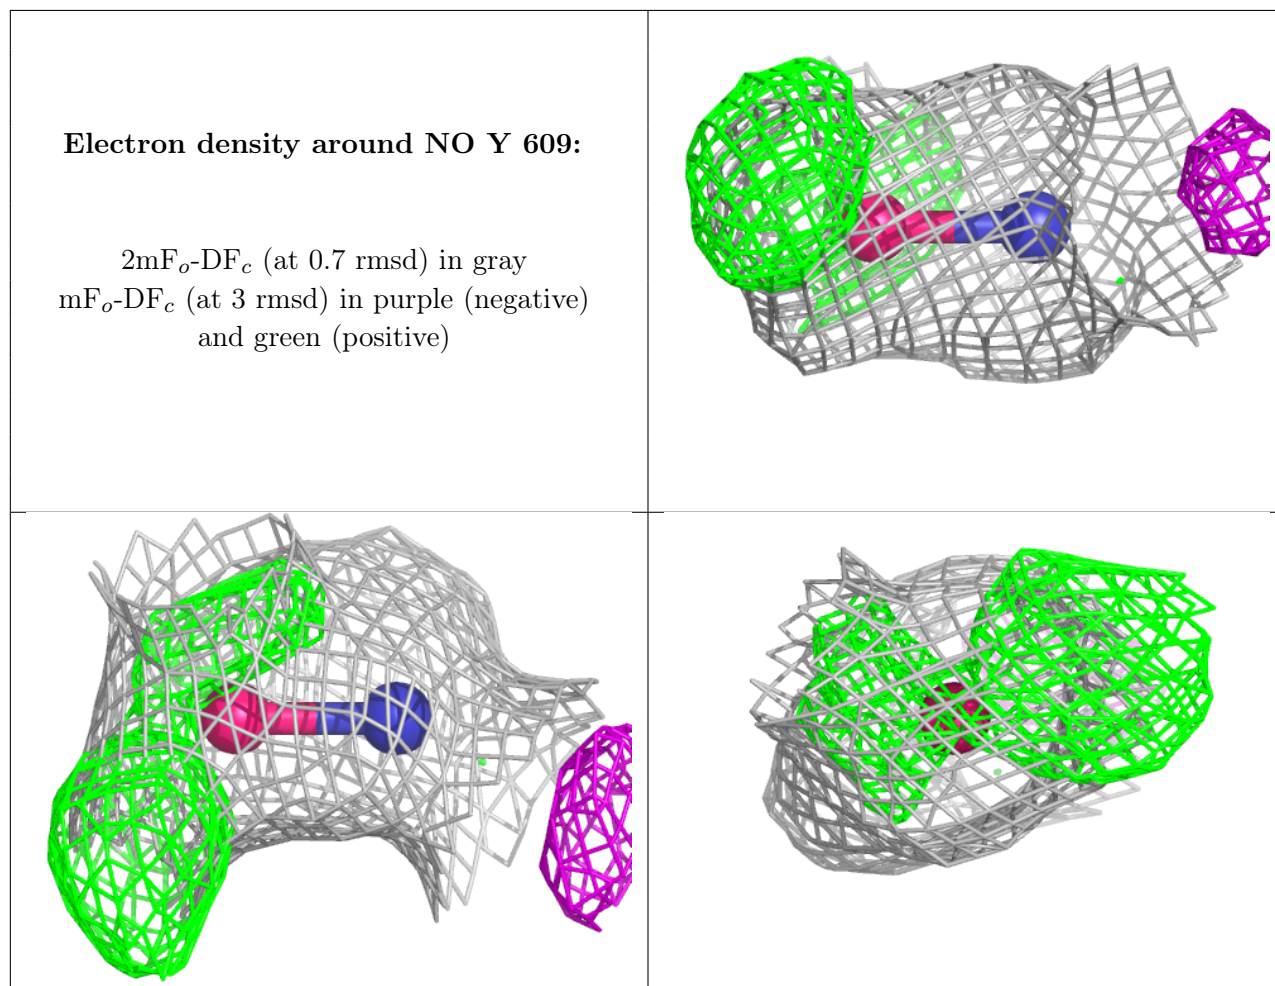 Electron density around NO Y 609:
2mFo-DFc (at 0.7 rmsd) in gray
mFo-DFc (at 3 rmsd) in purple (negative)
and green (positive)